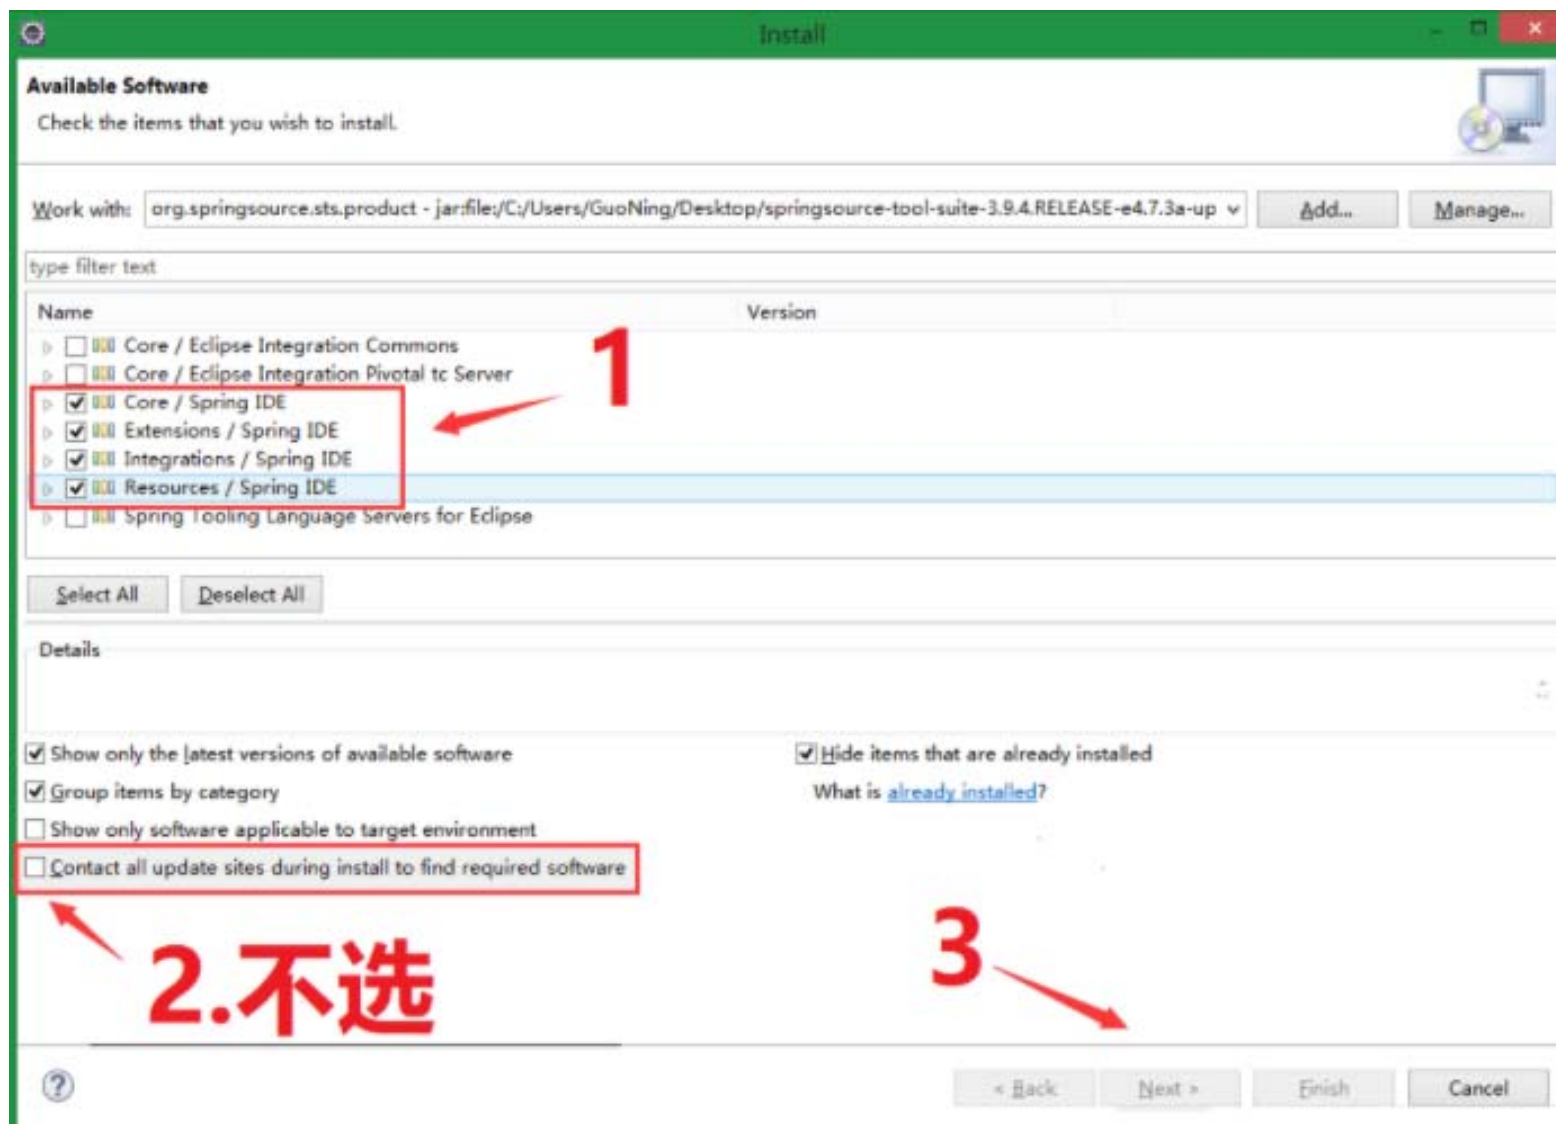 Install
Available Software
Check the items that you wish to install.
Work with: org.springsource.sts.product - jar:file:/C:/Users/GuoNing/Desktop/springsource-tool-suite-3.9.4.RELEASE-e4.7.3a-up Add... Manage...
type filter text
Name Version
Core / Eclipse Integration Commons
1
Core / Eclipse Integration Pivotal tc Server
Core / Spring IDE
Extensions / Spring IDE
Integrations / Spring IDE
Resources / Spring IDE
Spring Tooling Language Servers for Eclipse
Select All Deselect All
Details
Show only the latest versions of available software Hide items that are already installed
Group items by category What is already installed?
Show only software applicable to target environment
Contact all update sites during install to find required software
2.不选
3
? < Back Next > Finish Cancel